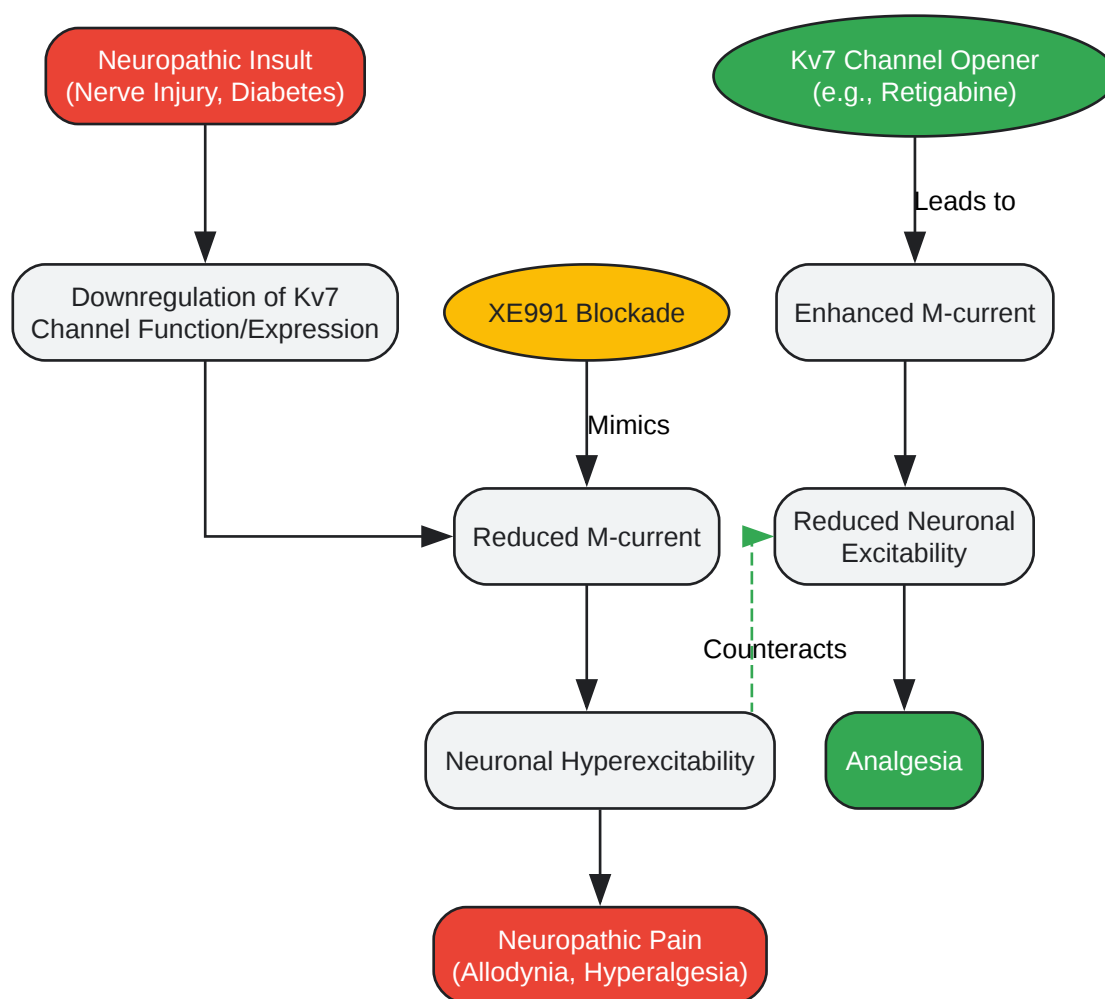 Neuropathic Insult
(Nerve Injury, Diabetes)
Kv7 Channel Opener
(e.g., Retigabine)
Leads to
Downregulation of Kv7
Channel Function/Expression
XE991 Blockade
Enhanced M-current
Mimics
Reduced M-current
Reduced Neuronal
Excitability
Counteracts
Neuronal Hyperexcitability
Analgesia
Neuropathic Pain
(Allodynia, Hyperalgesia)